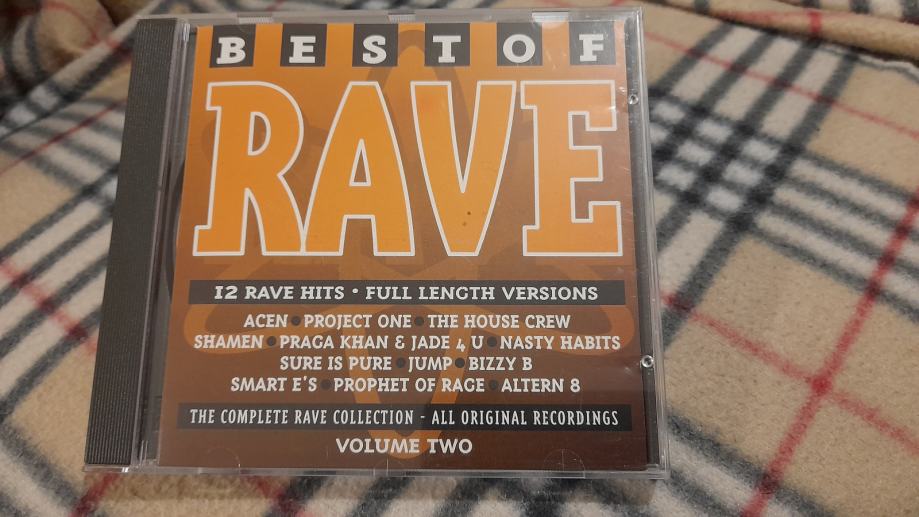 BEST OF
RAVE
12 RAVE HITS • FULL LENGTH VERSIONS
ACEN • PROJECT ONE • THE HOUSE CREW
SHAMEN • PRAGA KHAN & JADE 4 U • NASTY HABITS
SURE IS PURE • JUMP • BIZZY B
SMART E'S • PROPHET OF RAGE • ALTERN 8
THE COMPLETE RAVE COLLECTION - ALL ORIGINAL RECORDINGS
VOLUME TWO